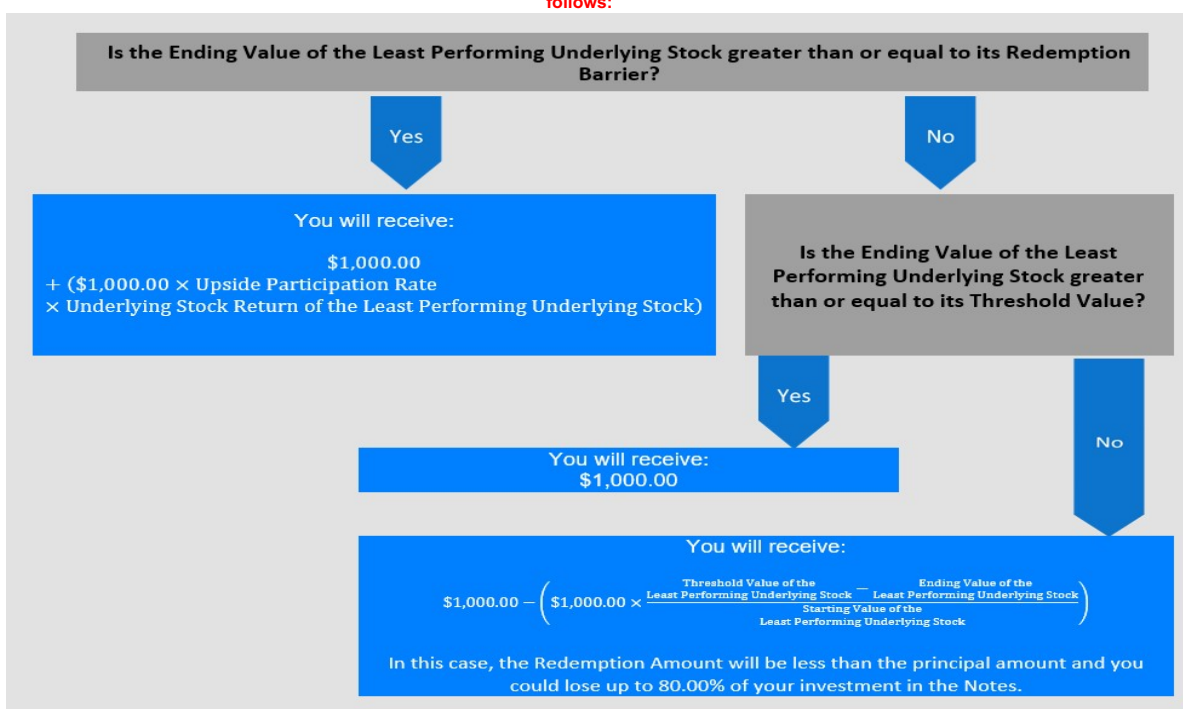 follows:
Is the Ending Value of the Least Performing Underlying Stock greater than or equal to its Redemption
Barrier?
Yes
No
You will receive:
$1,000.00
+ ($1,000.00 × Upside Participation Rate
× Underlying Stock Return of the Least Performing Underlying Stock)
Is the Ending Value of the Least
Performing Underlying Stock greater
than or equal to its Threshold Value?
Yes
No
You will receive:
$1,000.00
You will receive:
$1,000.00 − ($1,000.00 ×
Threshold Value of the
Least Performing Underlying Stock
−
Ending Value of the
Least Performing Underlying Stock
Starting Value of the
Least Performing Underlying Stock
)
In this case, the Redemption Amount will be less than the principal amount and you
could lose up to 80.00% of your investment in the Notes.